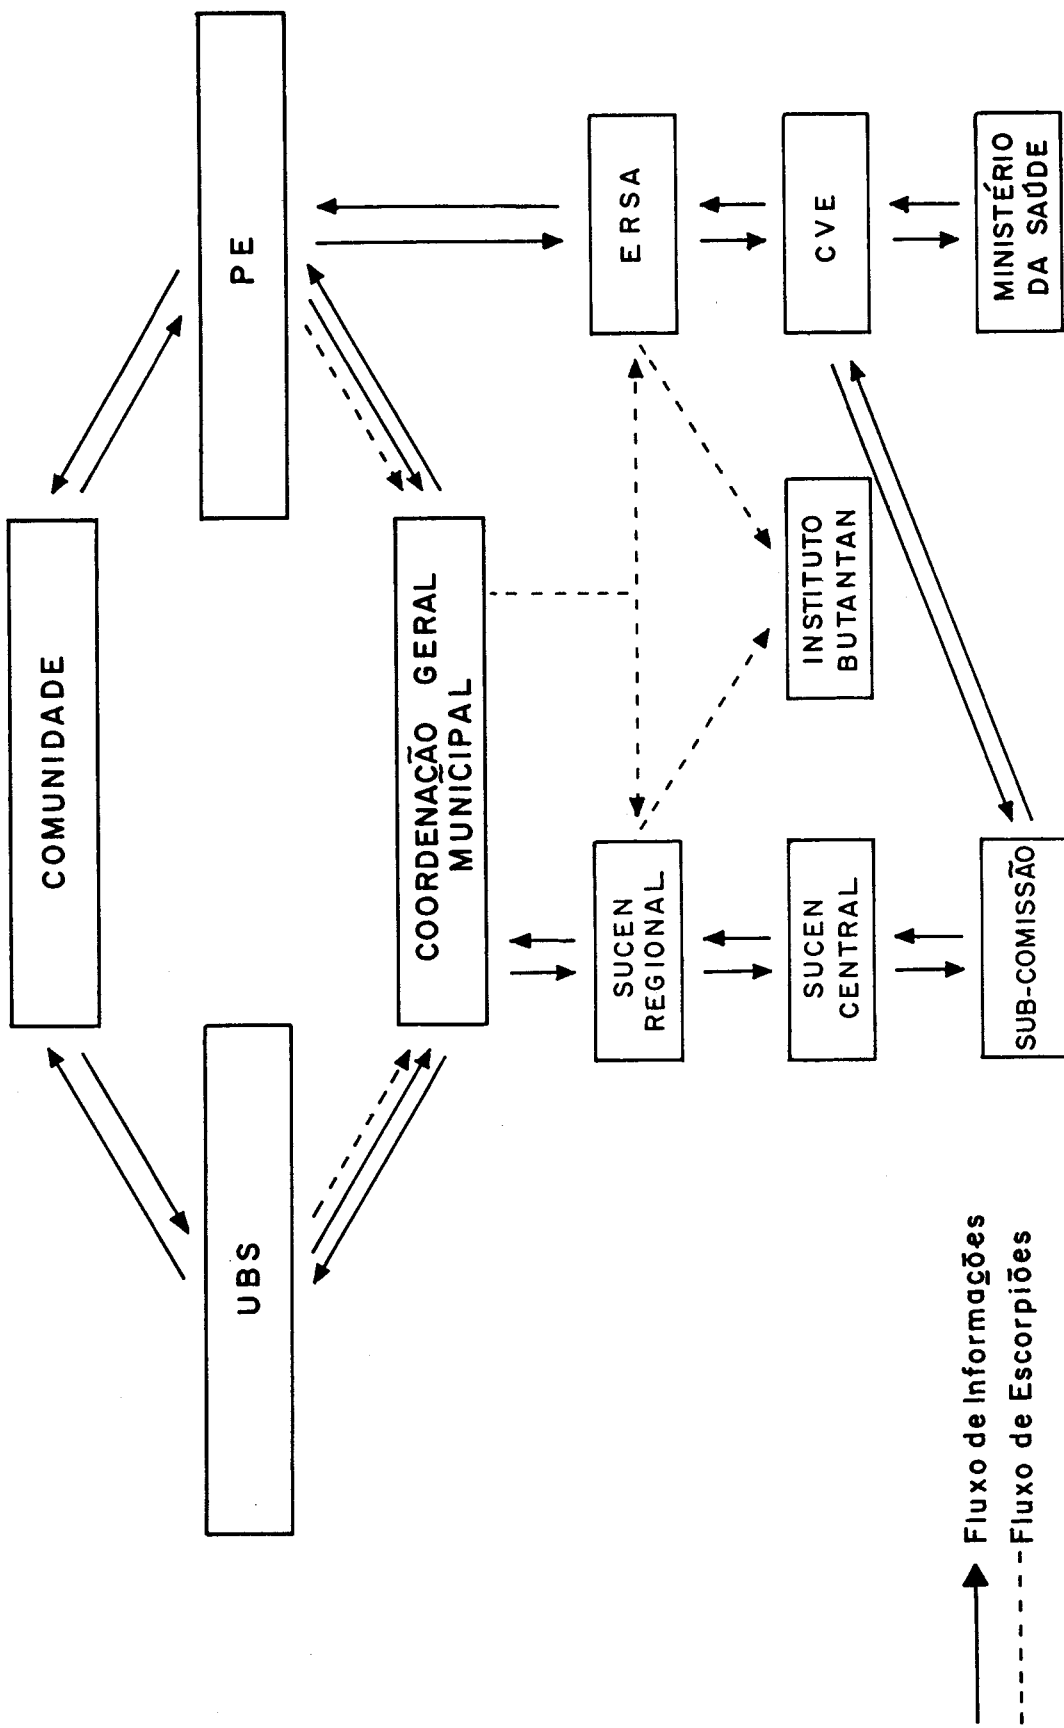 COMUNIDADE
UBS
PE
COORDENAÇÃO GERAL
MUNICIPAL
SUCEN
REGIONAL
ERSA
SUCEN
CENTRAL
INSTITUTO
BUTANTAN
CVE
SUB-COMISSÃO
MINISTÉRIO
DA SAÚDE
Fluxo de Informações
Fluxo de Escorpiões